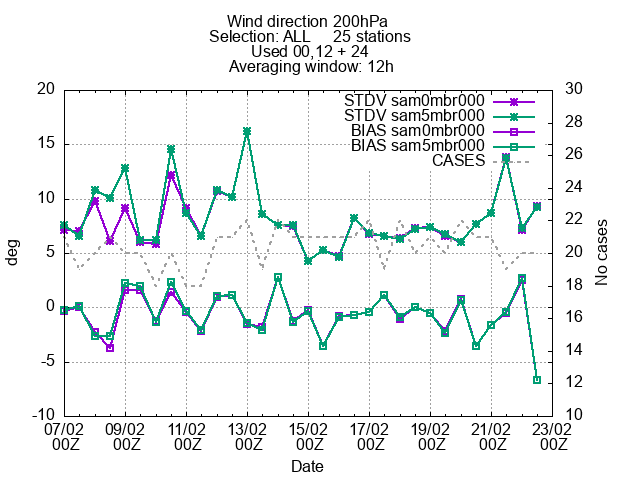 Wind direction 200hPa
Selection: ALL 25 stations
Used 00,12 + 24
Averaging window: 12h
20
15
10
5
0
-5
-10
deg
30
28
26
24
22
20
18
16
14
12
10
No cases
STDV sam0mbr000
STDV sam5mbr000
BIAS sam0mbr000
BIAS sam5mbr000
CASES
07/02 09/02 11/02 13/02 15/02 17/02 19/02 21/02 23/02
00Z 00Z 00Z 00Z 00Z 00Z 00Z 00Z 00Z
Date